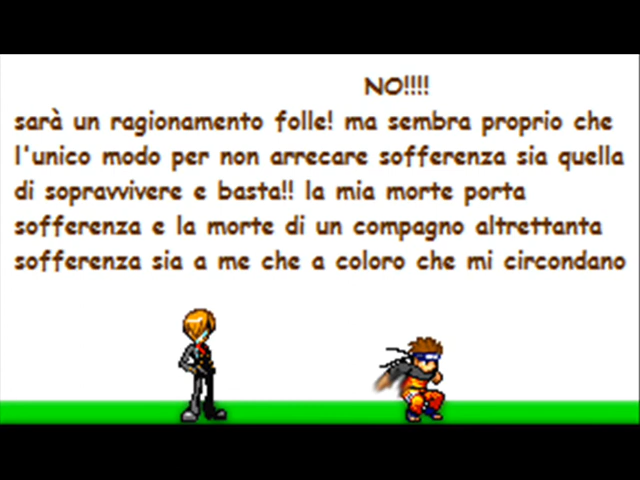 NO!!!!
sarà un ragionamento folle! ma sembra proprio che
l'unico modo per non arrecare sofferenza sia quella
di sopravvivere e basta!! la mia morte porta
sofferenza e la morte di un compagno altrettanta
sofferenza sia a me che a coloro che mi circondano